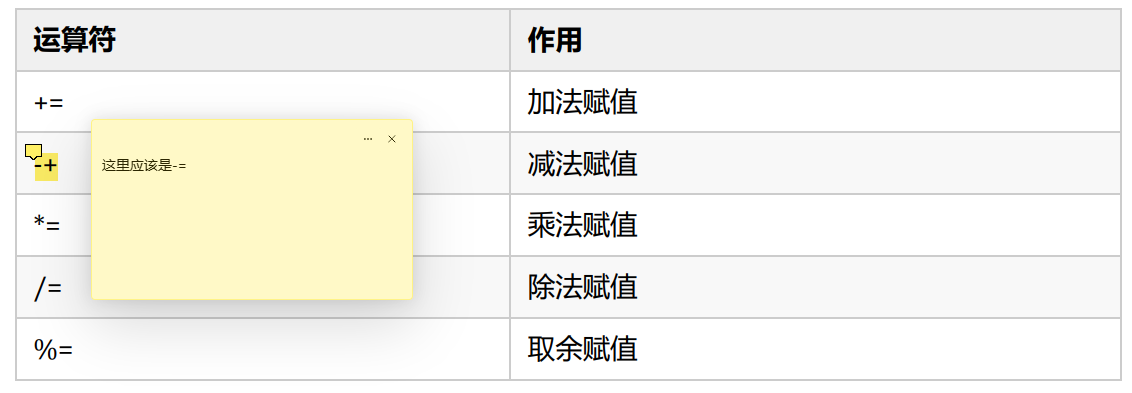 运算符 作用
+= 加法赋值
-+ 减法赋值
这里应该是-=
*= 乘法赋值
/= 除法赋值
%= 取余赋值